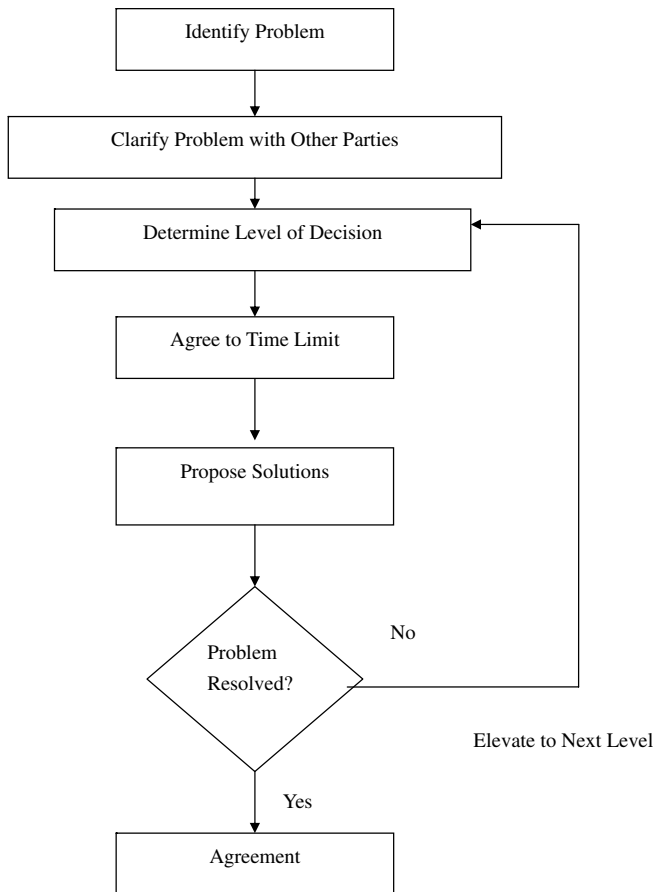 Identify Problem
Clarify Problem with Other Parties
Determine Level of Decision
Agree to Time Limit
Propose Solutions
No
Problem
Resolved?
Elevate to Next Level
Yes
Agreement